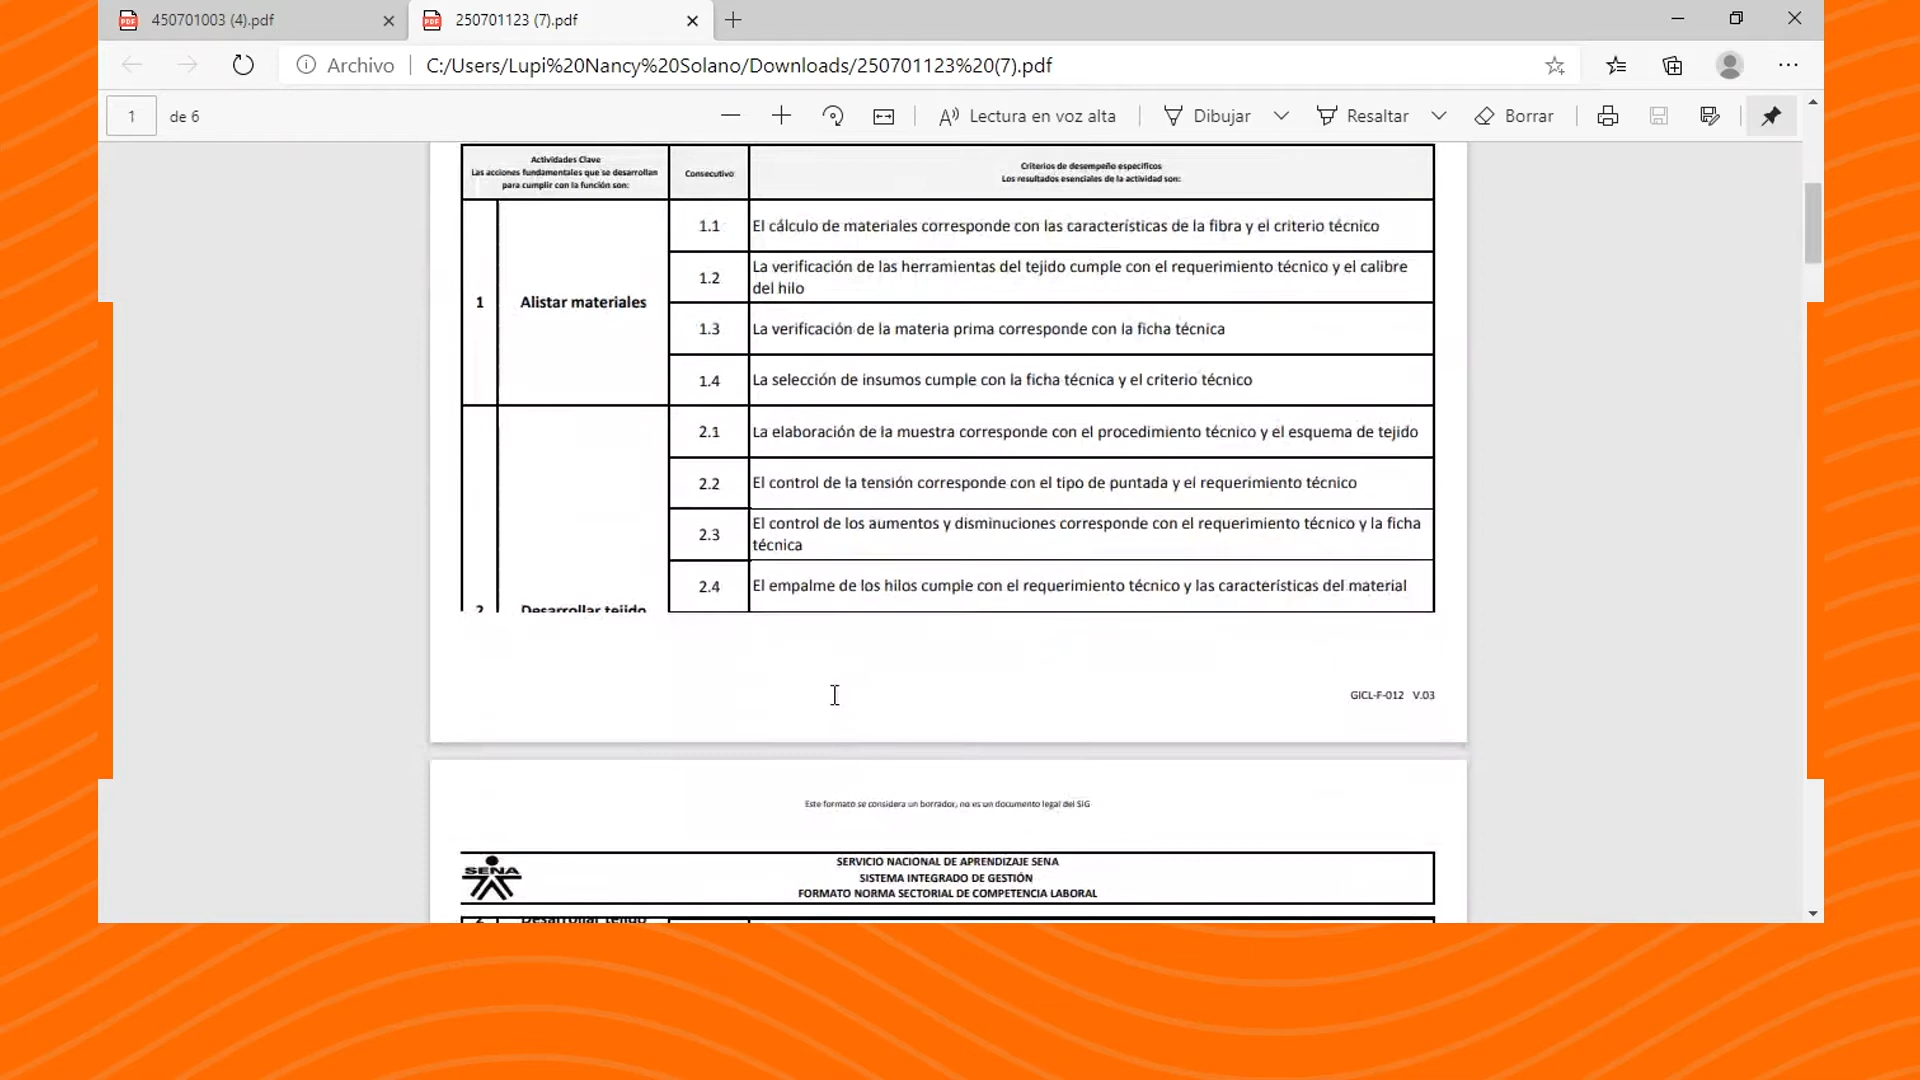 450701003 (4).pdf
250701123 (7).pdf
Archivo
C:/Users/Lupi%20Nancy%20Solano/Downloads/250701123%20(7).pdf
1 de 6
Lectura en voz alta
Dibujar
Resaltar
Borrar
Actividades Clave
Las acciones fundamentales que se desarrollan
para cumplir con la función son:
Consecutivo
Criterios de desempeño específicos
Los resultados esenciales de la actividad son:
1
Alistar materiales
1.1
El cálculo de materiales corresponde con las características de la fibra y el criterio técnico
1.2
La verificación de las herramientas del tejido cumple con el requerimiento técnico y el calibre
del hilo
1.3
La verificación de la materia prima corresponde con la ficha técnica
1.4
La selección de insumos cumple con la ficha técnica y el criterio técnico
2.1
La elaboración de la muestra corresponde con el procedimiento técnico y el esquema de tejido
2.2
El control de la tensión corresponde con el tipo de puntada y el requerimiento técnico
2.3
El control de los aumentos y disminuciones corresponde con el requerimiento técnico y la ficha
técnica
2.4
El empalme de los hilos cumple con el requerimiento técnico y las características del material
2
Desarrollar tejido
GICL-F-012 V.03
Este formato se considera un borrador, no es un documento legal del SIG
SENA
SERVICIO NACIONAL DE APRENDIZAJE SENA
SISTEMA INTEGRADO DE GESTIÓN
FORMATO NORMA SECTORIAL DE COMPETENCIA LABORAL
2
Desarrollar tejido